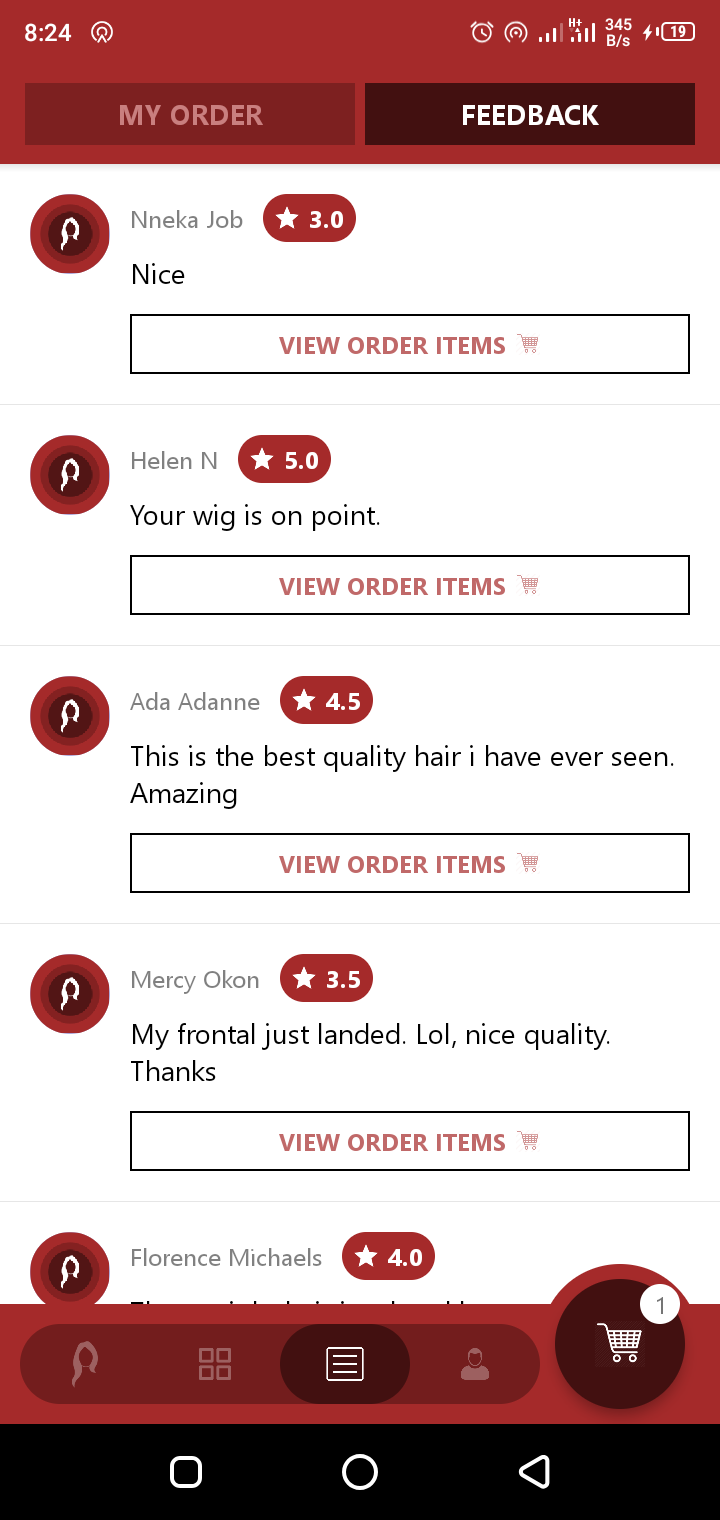 8:24
H+
345
B/s
19
MY ORDER
FEEDBACK
Nneka Job
3.0
Nice
VIEW ORDER ITEMS
Helen N
5.0
Your wig is on point.
VIEW ORDER ITEMS
Ada Adanne
4.5
This is the best quality hair i have ever seen.
Amazing
VIEW ORDER ITEMS
Mercy Okon
3.5
My frontal just landed. Lol, nice quality.
Thanks
VIEW ORDER ITEMS
Florence Michaels
4.0
1